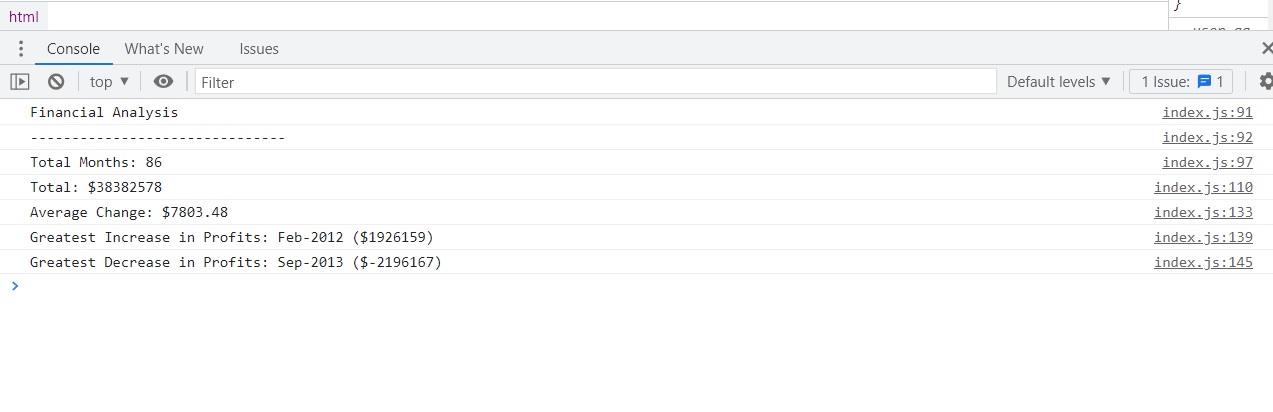 }
html
user ag
Console What's New Issues
top ▼ Filter Default levels ▼ 1 Issue: 1
Financial Analysis index.js:91
------------------------------- index.js:92
Total Months: 86 index.js:97
Total: $38382578 index.js:110
Average Change: $7803.48 index.js:133
Greatest Increase in Profits: Feb-2012 ($1926159) index.js:139
Greatest Decrease in Profits: Sep-2013 ($-2196167) index.js:145
>